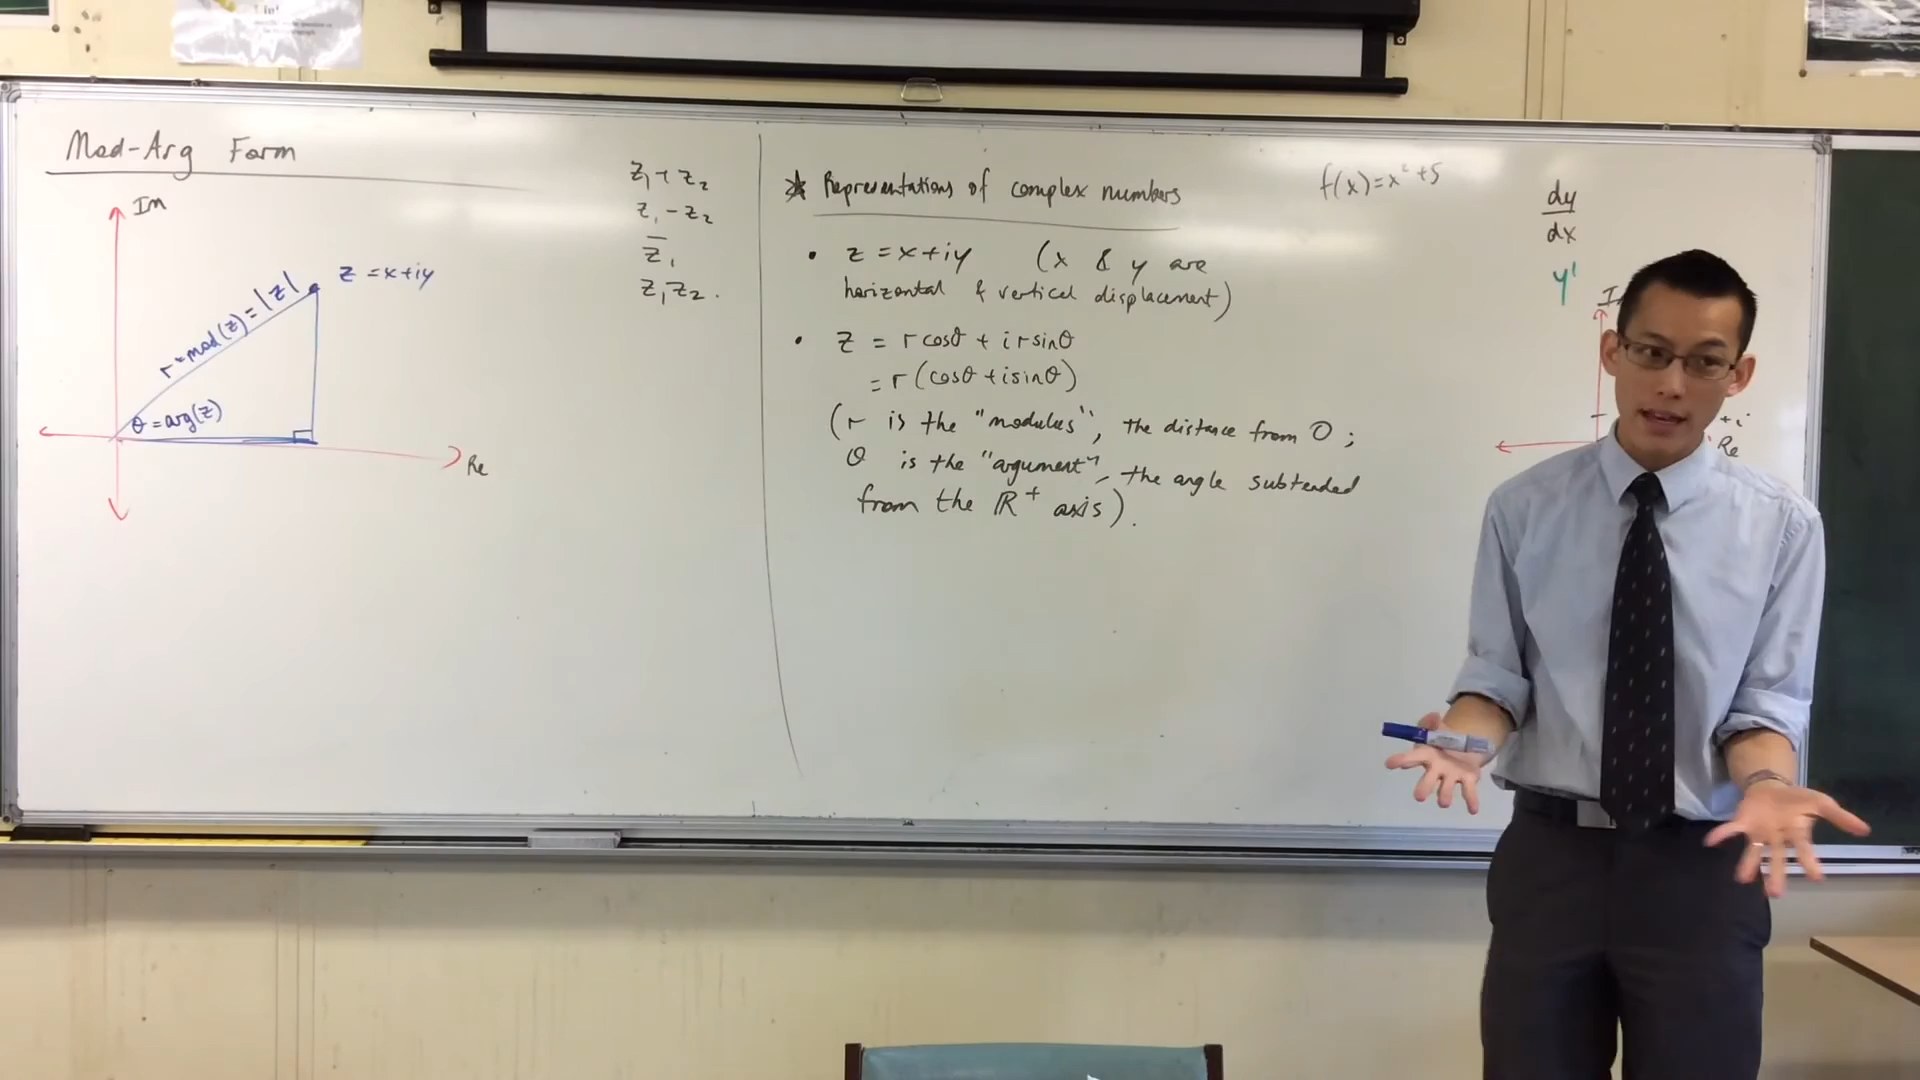 Mod-Arg Form
Im
z = x+iy
r = mod(z) = |z|
θ = arg(z)
Re
z₁ + z₂
z₁ - z₂
z̅₁
z₁z₂.
★ Representations of complex numbers
• z = x+iy (x & y are
horizontal & vertical displacement)
• z = r cosθ + i r sinθ
= r (cosθ + i sinθ)
(r is the "modulus", the distance from O;
θ is the "argument", the angle subtended
from the ℝ⁺ axis).
f(x) = x² + 5
dy
dx
y'
+i
Re